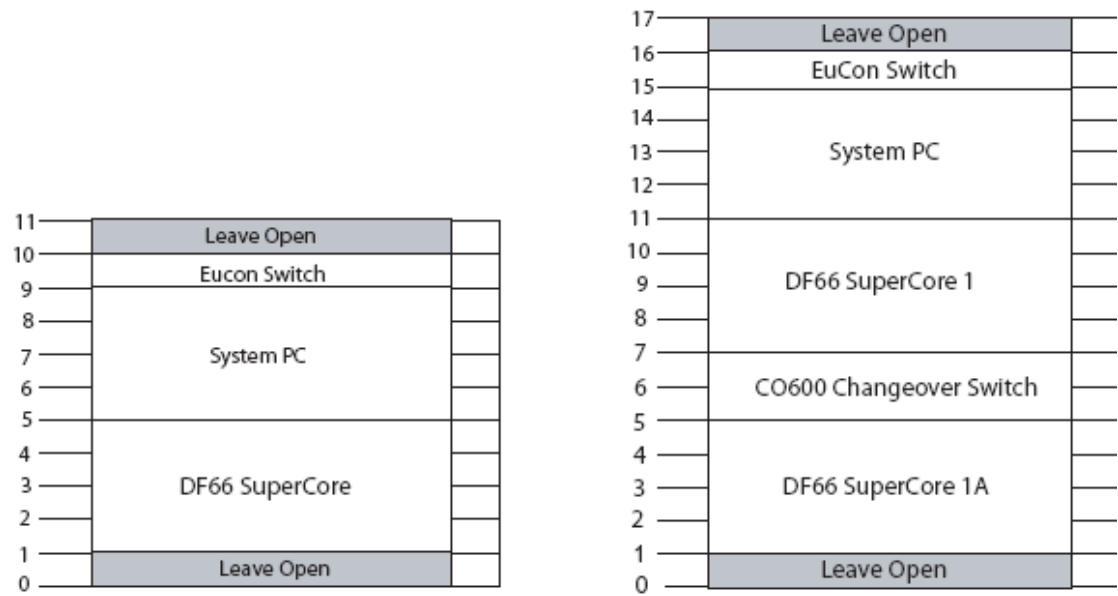 11
Leave Open
10
Eucon Switch
9
8
System PC
7
6
5
4
DF66 SuperCore
3
2
1
Leave Open
0
17
Leave Open
16
EuCon Switch
15
14
System PC
13
12
11
10
DF66 SuperCore 1
9
8
7
CO600 Changeover Switch
6
5
4
DF66 SuperCore 1A
3
2
1
Leave Open
0